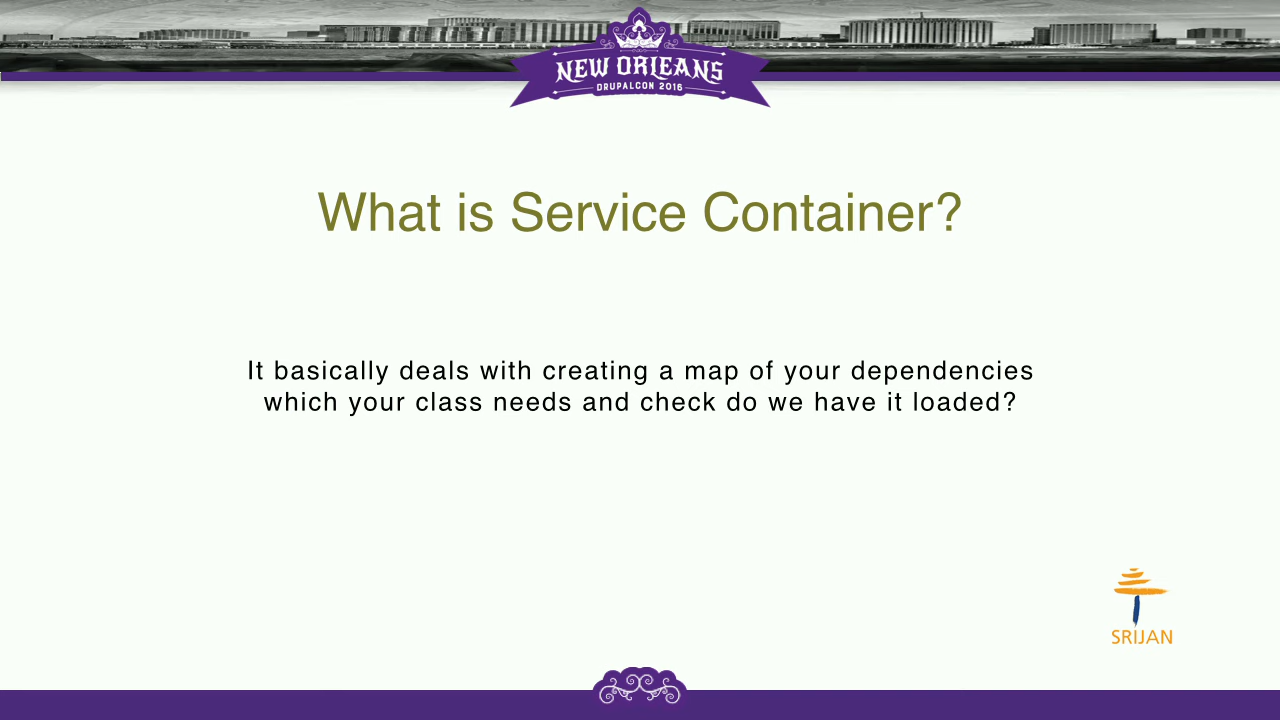 NEW ORLEANS
DRUPALCON 2016
What is Service Container?
It basically deals with creating a map of your dependencies
which your class needs and check do we have it loaded?
SRIJAN